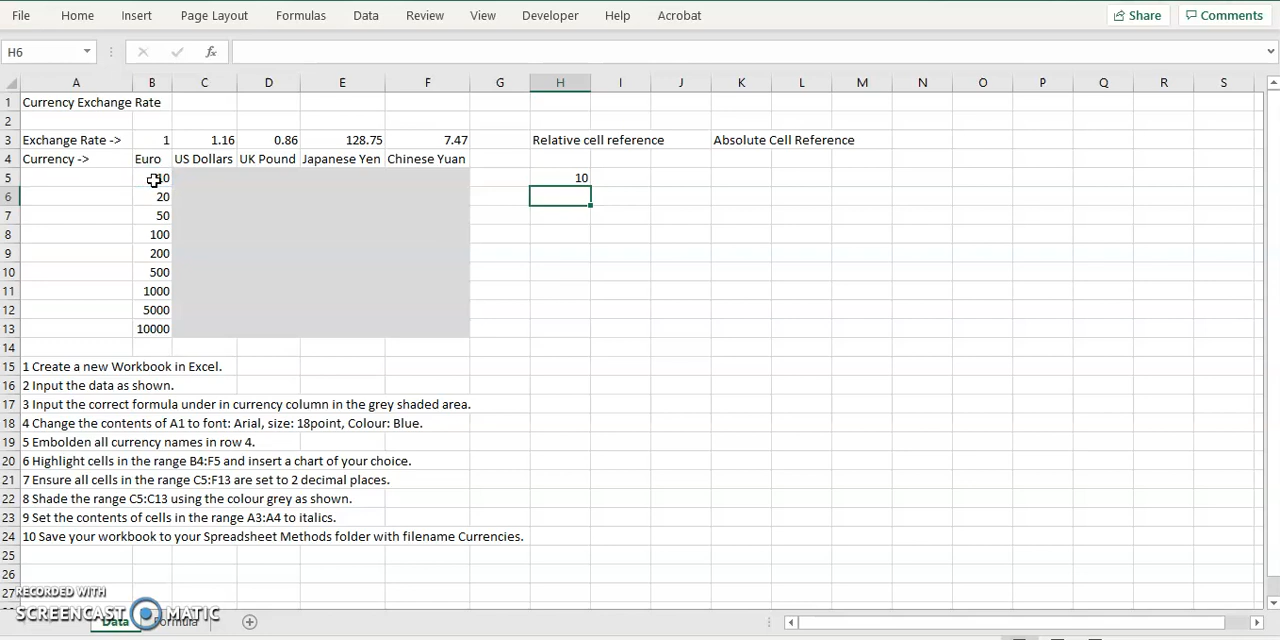 File Home Insert Page Layout Formulas Data Review View Developer Help Acrobat Share Comments
H6 fx
A B C D E F G H I J K L M N O P Q R S
1 Currency Exchange Rate
2
3 Exchange Rate -> 1 1.16 0.86 128.75 7.47 Relative cell reference Absolute Cell Reference
4 Currency -> Euro US Dollars UK Pound Japanese Yen Chinese Yuan
5 10 10
6 20
7 50
8 100
9 200
10 500
11 1000
12 5000
13 10000
14
15 1 Create a new Workbook in Excel.
16 2 Input the data as shown.
17 3 Input the correct formula under in currency column in the grey shaded area.
18 4 Change the contents of A1 to font: Arial, size: 18point, Colour: Blue.
19 5 Embolden all currency names in row 4.
20 6 Highlight cells in the range B4:F5 and insert a chart of your choice.
21 7 Ensure all cells in the range C5:F13 are set to 2 decimal places.
22 8 Shade the range C5:C13 using the colour grey as shown.
23 9 Set the contents of cells in the range A3:A4 to italics.
24 10 Save your workbook to your Spreadsheet Methods folder with filename Currencies.
25
26
27
RECORDED WITH
SCREENCAST MATIC
Data Formula